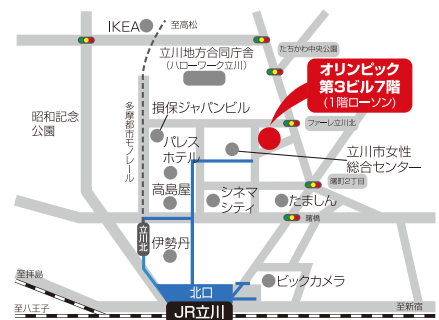 IKEA
至高松
たちかわ中央公園
立川地方合同庁舎
(ハローワーク立川)
オリンピック
第3ビル7階
(1階ローソン)
昭和記念
公園
多摩都市モノレール
損保ジャパンビル
ファーレ立川北
パレス
ホテル
立川市女性
総合センター
高島屋
曙町2丁目
シネマ
シティ
たましん
曙橋
立川北
伊勢丹
至拝島
北口
ビックカメラ
至八王子
JR立川
至新宿